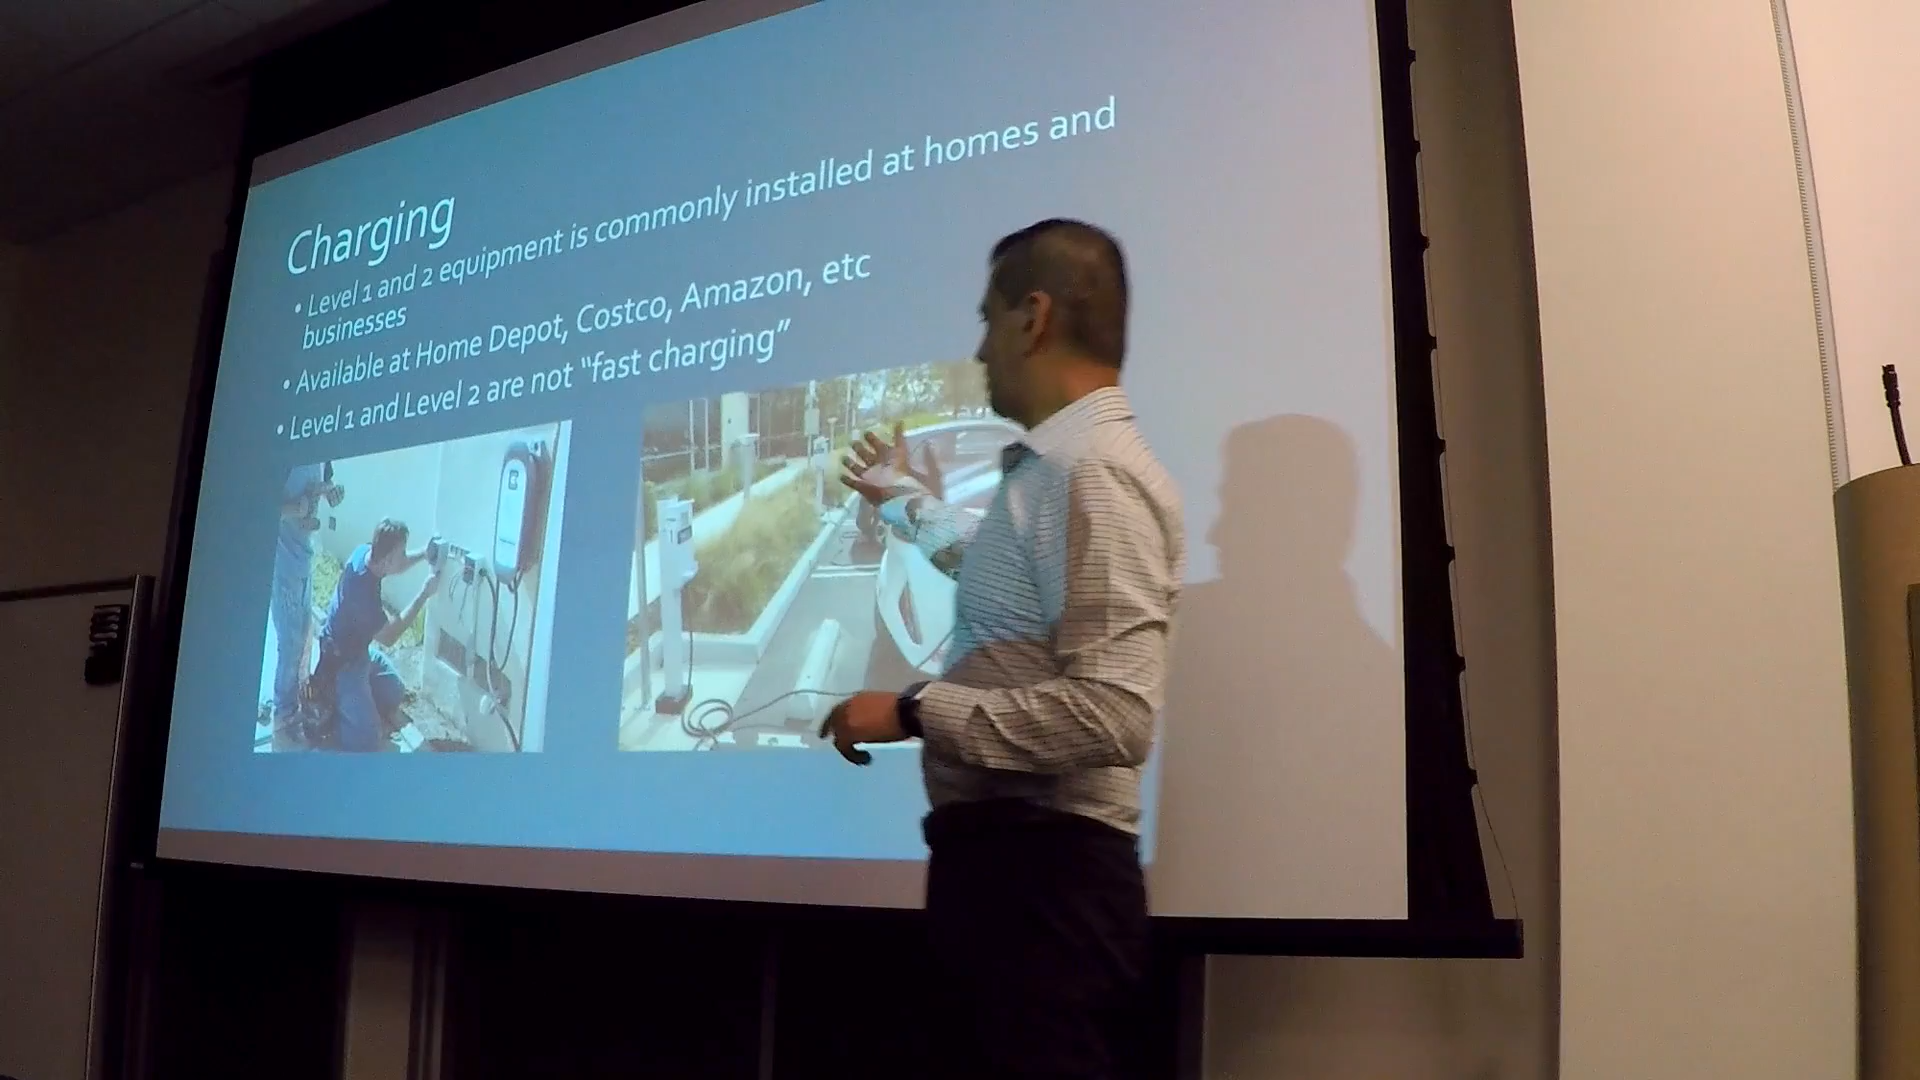 Charging
• Level 1 and 2 equipment is commonly installed at homes and
businesses
• Available at Home Depot, Costco, Amazon, etc
• Level 1 and Level 2 are not “fast charging”